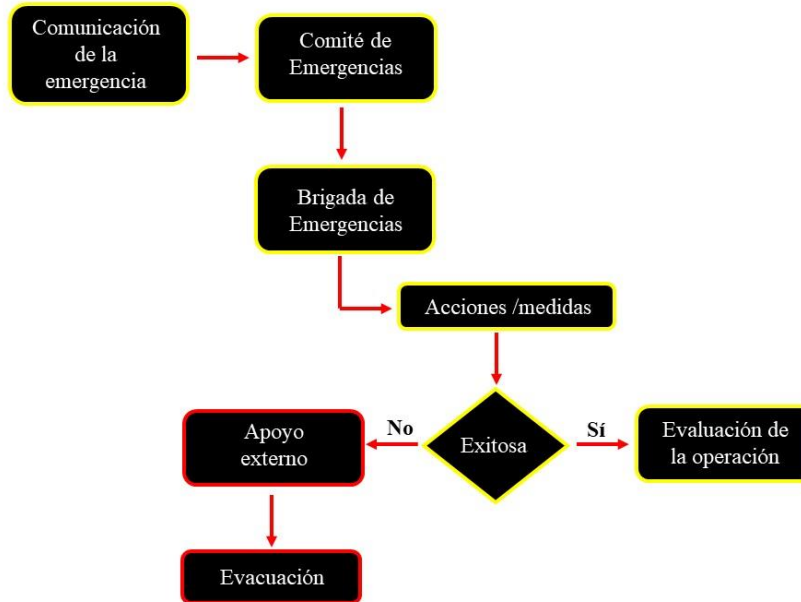 Comunicación
de la
emergencia
Comité de
Emergencias
Brigada de
Emergencias
Acciones /medidas
Exitosa
No
Sí
Apoyo
externo
Evaluación de
la operación
Evacuación